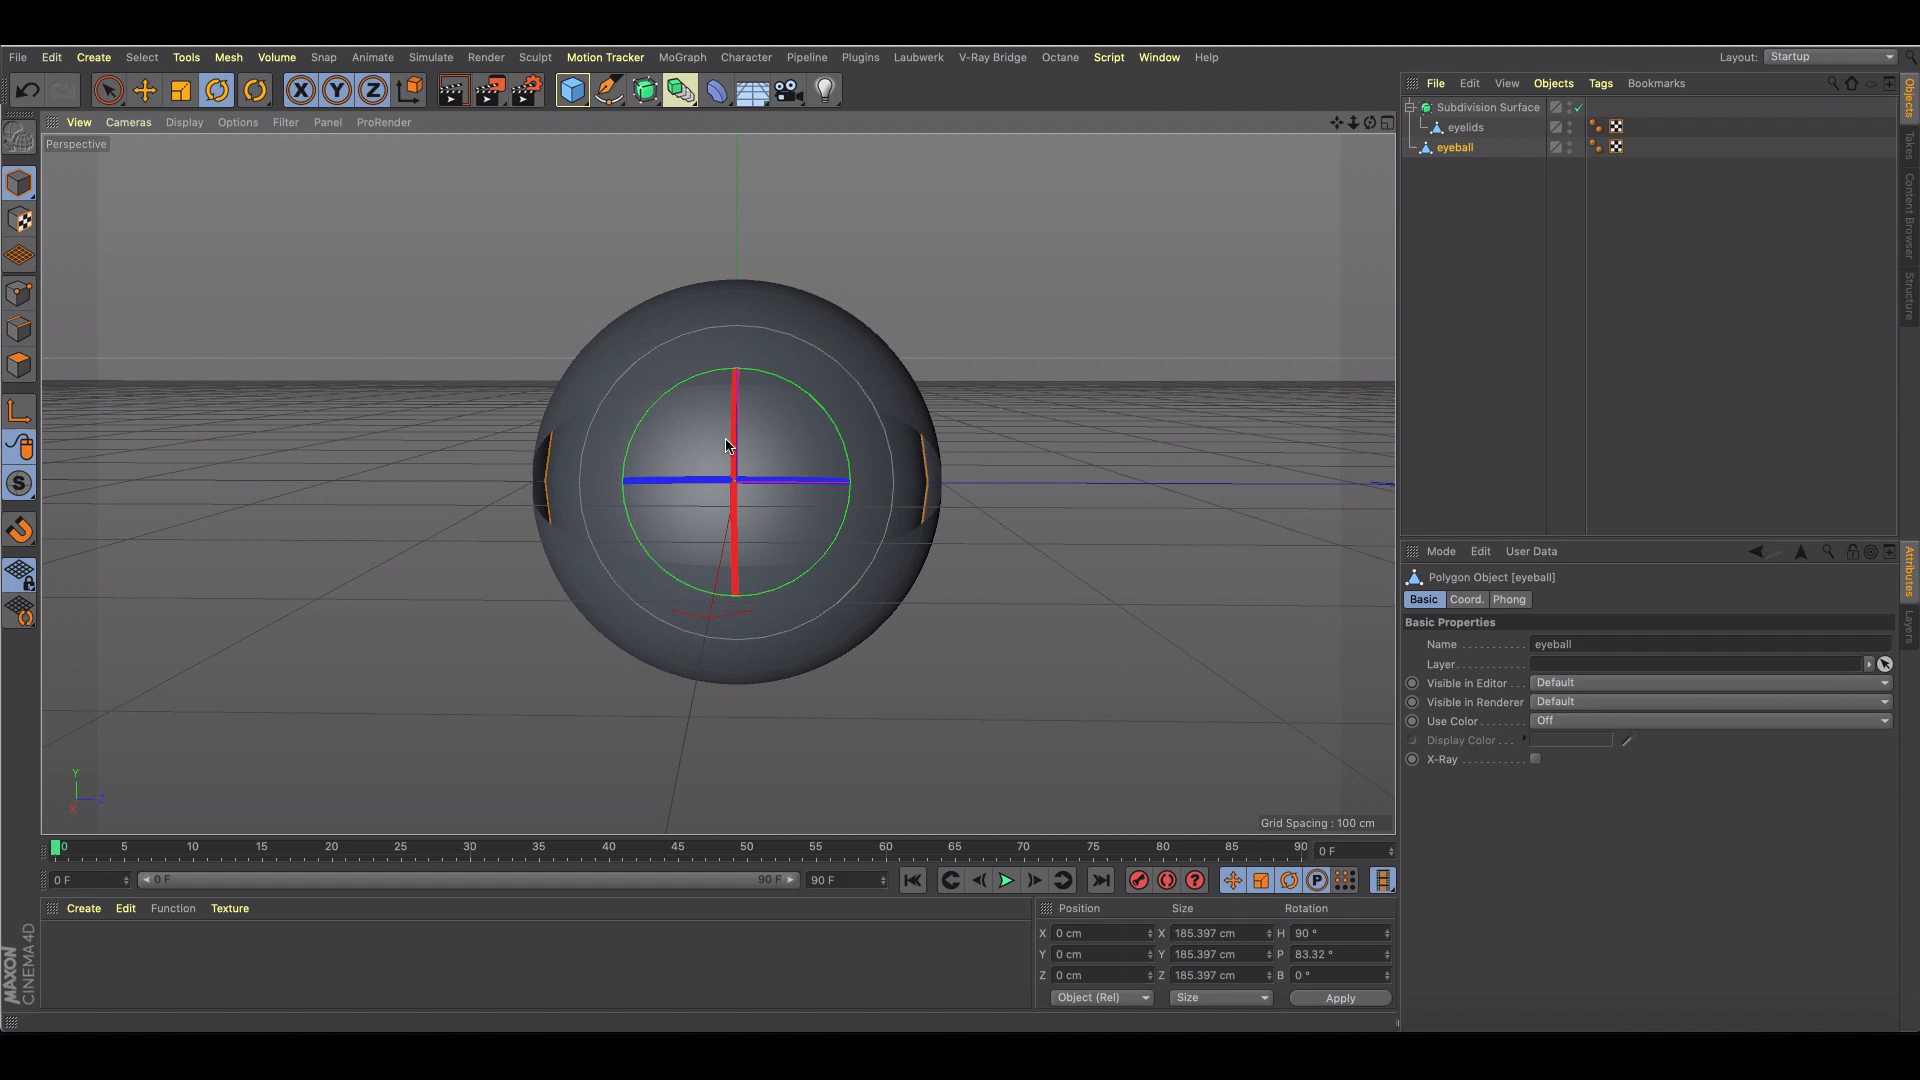 File Edit Create Select Tools Mesh Volume Snap Animate Simulate Render Sculpt Motion Tracker MoGraph Character Pipeline Plugins Laubwerk V-Ray Bridge Octane Script Window Help Layout: Startup
X Y Z
File Edit View Objects Tags Bookmarks
View Cameras Display Options Filter Panel ProRender
Perspective
Subdivision Surface
eyelids
eyeball
Objects
Takes
Content Browser
Structure
S
Mode Edit User Data
Polygon Object [eyeball]
Basic Coord. Phong
Basic Properties
Name eyeball
Layer
Visible in Editor Default
Visible in Renderer Default
Use Color Off
Display Color
X-Ray
Attributes
Layers
Y
Z
X
Grid Spacing : 100 cm
0 5 10 15 20 25 30 35 40 45 50 55 60 65 70 75 80 85 90 0 F
0 F 0 F 90 F 90 F ? P
Create Edit Function Texture
Position Size Rotation
X 0 cm X 185.397 cm H 90 °
Y 0 cm Y 185.397 cm P 83.32 °
Z 0 cm Z 185.397 cm B 0 °
Object (Rel) Size Apply
MAXON
CINEMA 4D